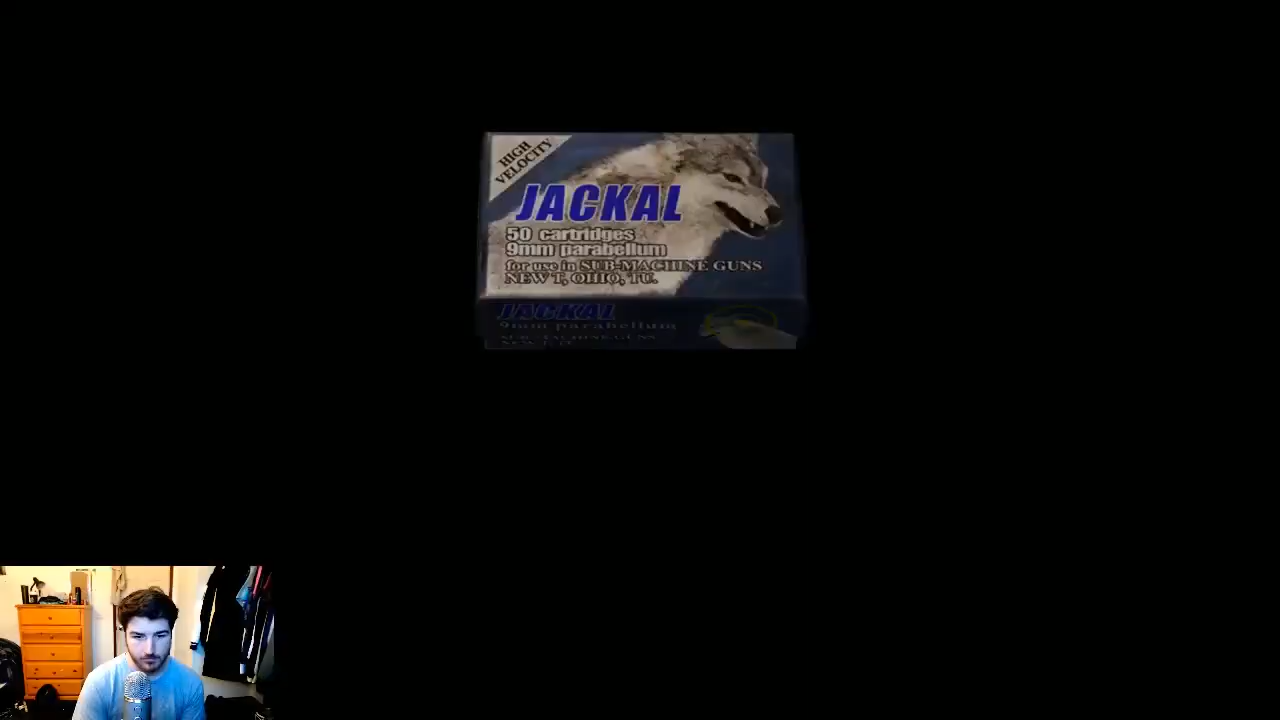 HIGH
VELOCITY
JACKAL
50 cartridges
9mm parabellum
for use in SUB-MACHINE GUNS
NEW T, OHIO, TU.
JACKAL
9mm parabellum